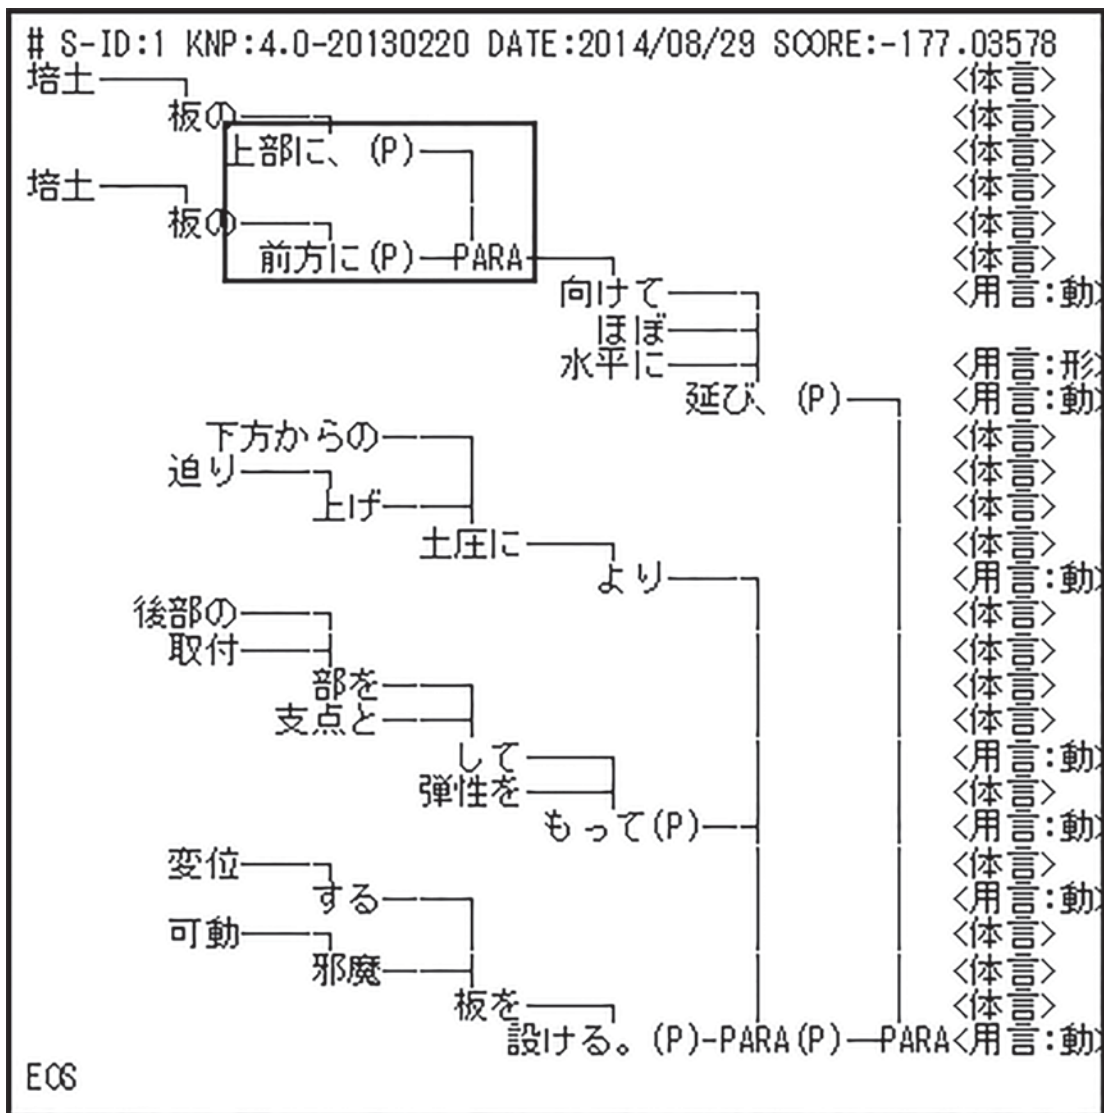 # S-ID:1 KNP:4.0-20130220 DATE:2014/08/29 SCORE:-177.03578
培土 <体言>
板の <体言>
上部に、(P) <体言>
培土 <体言>
板の <体言>
前方に(P) PARA <体言>
向けて <用言:動>
ほぼ
水平に <用言:形>
延び、(P) <用言:動>
下方からの <体言>
迫り <体言>
上げ <体言>
土圧に <体言>
より <用言:動>
後部の <体言>
取付 <体言>
部を <体言>
支点と <体言>
して <用言:動>
弾性を <体言>
もって(P) <用言:動>
変位 <体言>
する <用言:動>
可動 <体言>
邪魔 <体言>
板を <体言>
設ける。(P)-PARA(P) PARA<用言:動>
EOS